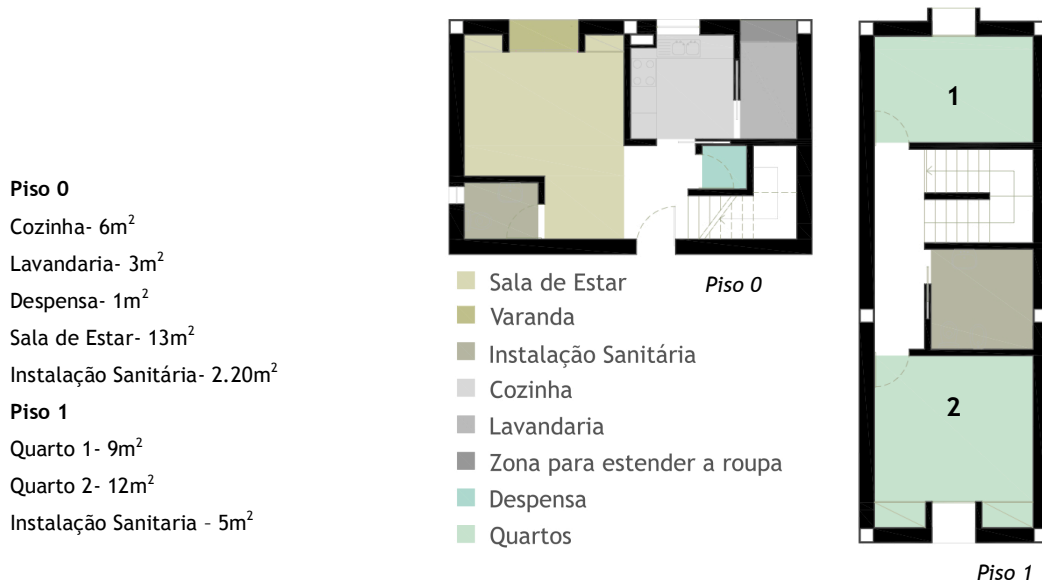 Piso 0
Cozinha- 6m²
Lavandaria- 3m²
Despensa- 1m²
Sala de Estar- 13m²
Instalação Sanitária- 2.20m²
Piso 1
Quarto 1- 9m²
Quarto 2- 12m²
Instalação Sanitaria – 5m²
Sala de Estar
Varanda
Instalação Sanitária
Cozinha
Lavandaria
Zona para estender a roupa
Despensa
Quartos
Piso 0
1
2
Piso 1